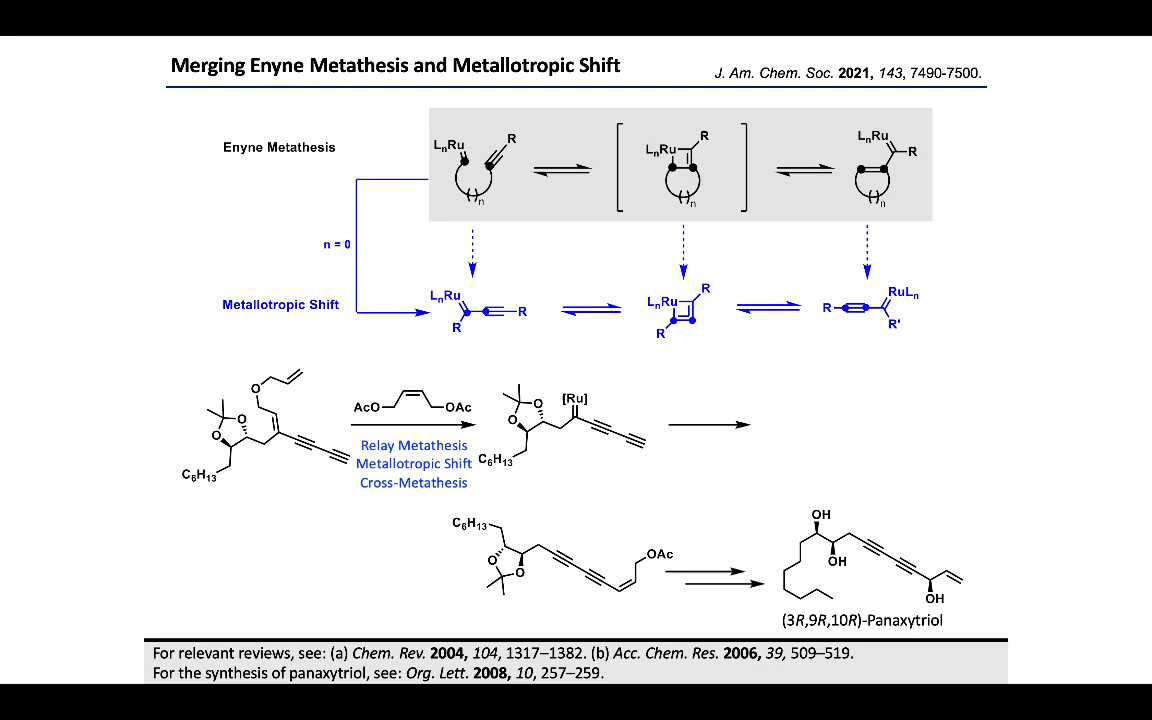 Merging Enyne Metathesis and Metallotropic Shift
J. Am. Chem. Soc. 2021, 143, 7490-7500.
Enyne Metathesis
LnRu
R
( )n
LnRu
R
( )n
LnRu
R
( )n
n = 0
Metallotropic Shift
LnRu
R
R
LnRu
R
R
R
RuLn
R'
O
O
O
C6H13
AcO
OAc
Relay Metathesis
Metallotropic Shift
Cross-Metathesis
O
O
[Ru]
C6H13
C6H13
O
O
OAc
OH
OH
OH
(3R,9R,10R)-Panaxytriol
For relevant reviews, see: (a) Chem. Rev. 2004, 104, 1317–1382. (b) Acc. Chem. Res. 2006, 39, 509–519.
For the synthesis of panaxytriol, see: Org. Lett. 2008, 10, 257–259.